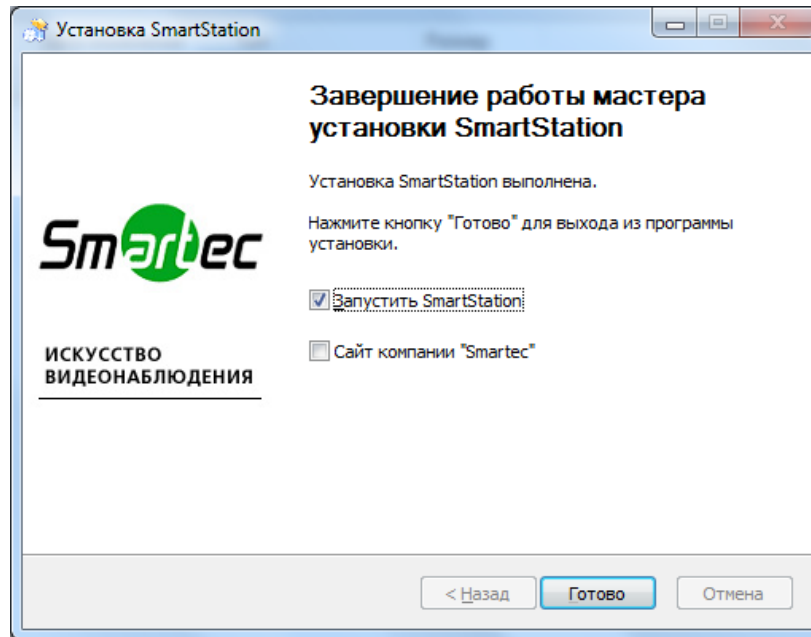 Установка SmartStation
Завершение работы мастера
установки SmartStation
Установка SmartStation выполнена.
Нажмите кнопку "Готово" для выхода из программы
установки.
Smartec
Запустить SmartStation
Сайт компании "Smartec"
ИСКУССТВО
ВИДЕОНАБЛЮДЕНИЯ
< Назад
Готово
Отмена